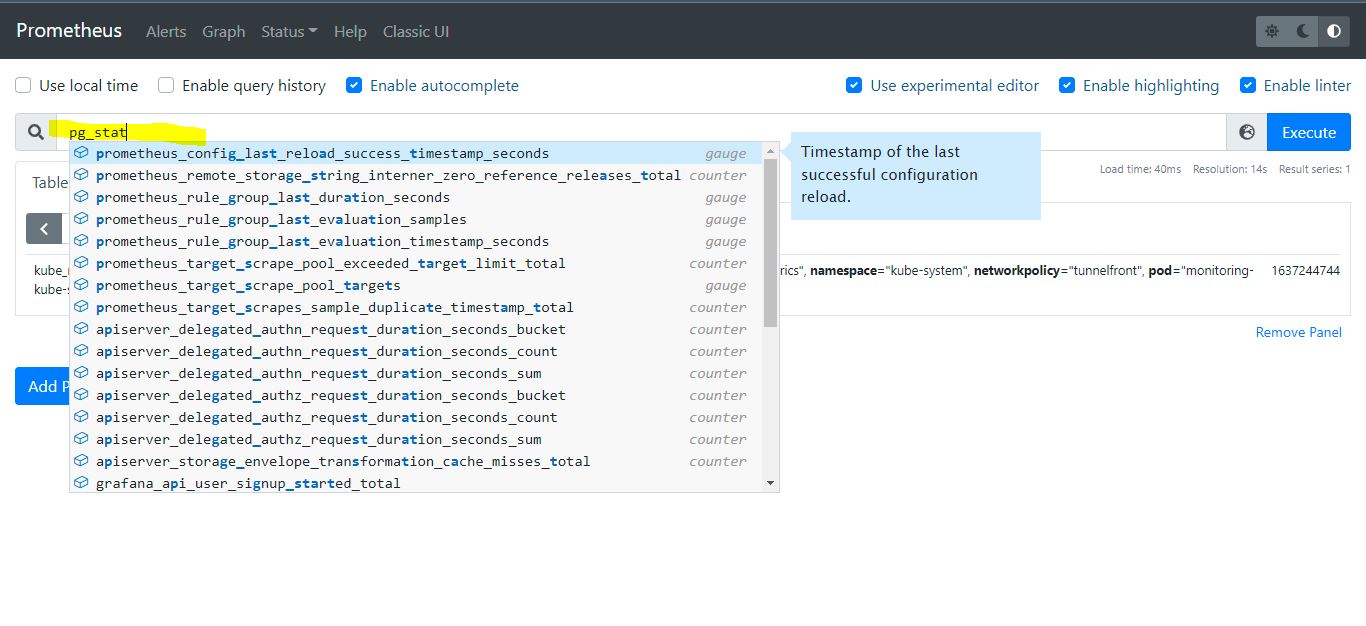 Prometheus Alerts Graph Status Help Classic UI
Use local time Enable query history Enable autocomplete Use experimental editor Enable highlighting Enable linter
pg_stat Execute
prometheus_config_last_reload_success_timestamp_seconds gauge
Timestamp of the last
successful configuration
reload.
Load time: 40ms Resolution: 14s Result series: 1
Table
prometheus_remote_storage_string_interner_zero_reference_releases_total counter
prometheus_rule_group_last_duration_seconds gauge
prometheus_rule_group_last_evaluation_samples gauge
prometheus_rule_group_last_evaluation_timestamp_seconds gauge
prometheus_target_scrape_pool_exceeded_target_limit_total counter
prometheus_target_scrape_pool_targets gauge
prometheus_target_scrapes_sample_duplicate_timestamp_total counter
apiserver_delegated_authn_request_duration_seconds_bucket counter
apiserver_delegated_authn_request_duration_seconds_count counter
apiserver_delegated_authn_request_duration_seconds_sum counter
apiserver_delegated_authz_request_duration_seconds_bucket counter
apiserver_delegated_authz_request_duration_seconds_count counter
apiserver_delegated_authz_request_duration_seconds_sum counter
apiserver_storage_envelope_transformation_cache_misses_total counter
grafana_api_user_signup_started_total
kube_ rics", namespace="kube-system", networkpolicy="tunnelfront", pod="monitoring- 1637244744
kube-
Remove Panel
Add